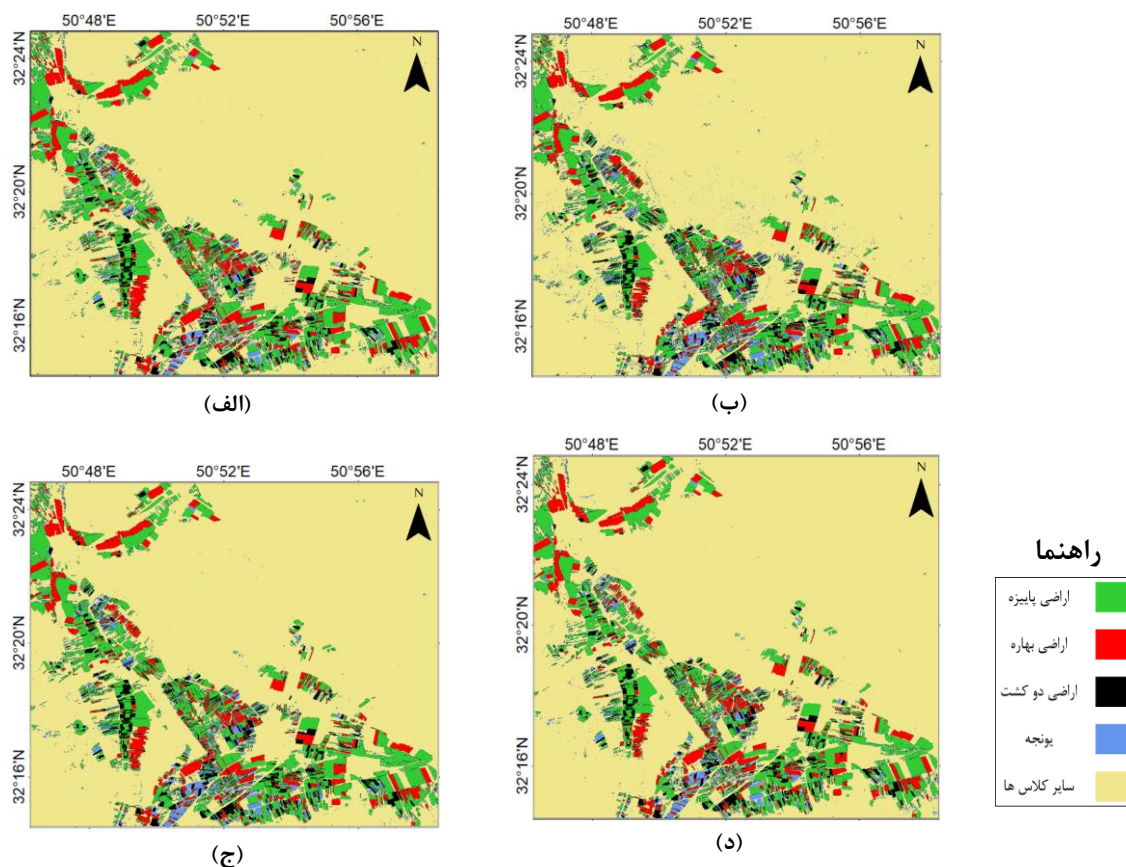 50°48'E 50°52'E 50°56'E
N
32°24'N
32°20'N
32°16'N
(الف)
50°48'E 50°52'E 50°56'E
N
32°24'N
32°20'N
32°16'N
(ب)
50°48'E 50°52'E 50°56'E
N
32°24'N
32°20'N
32°16'N
(ج)
50°48'E 50°52'E 50°56'E
N
32°24'N
32°20'N
32°16'N
(د)
راهنما
اراضی پاییزه
اراضی بهاره
اراضی دو کشت
یونجه
سایر کلاس ها